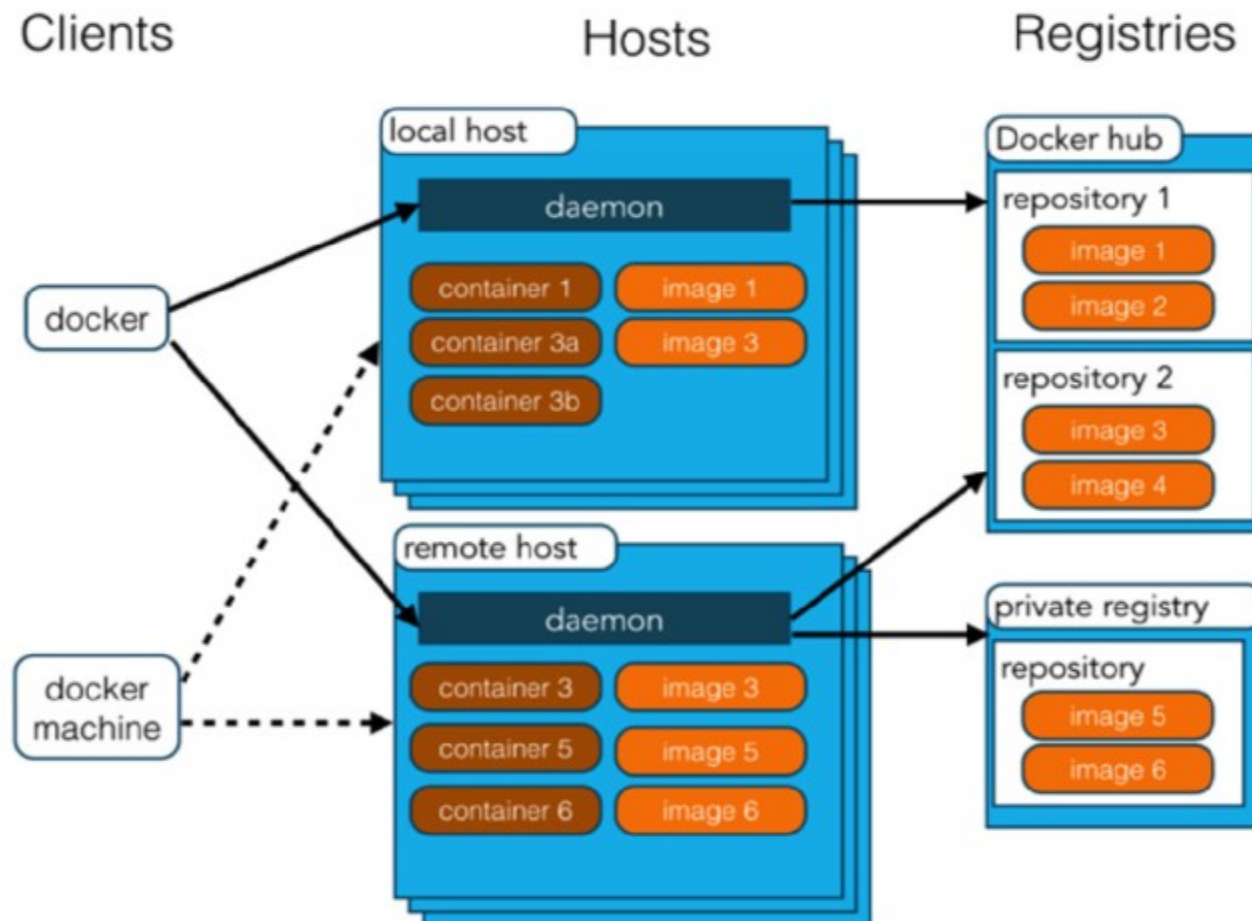 Clients
Hosts
Registries
local host
daemon
container 1
image 1
container 3a
image 3
container 3b
docker
docker
machine
remote host
daemon
container 3
image 3
container 5
image 5
container 6
image 6
Docker hub
repository 1
image 1
image 2
repository 2
image 3
image 4
private registry
repository
image 5
image 6